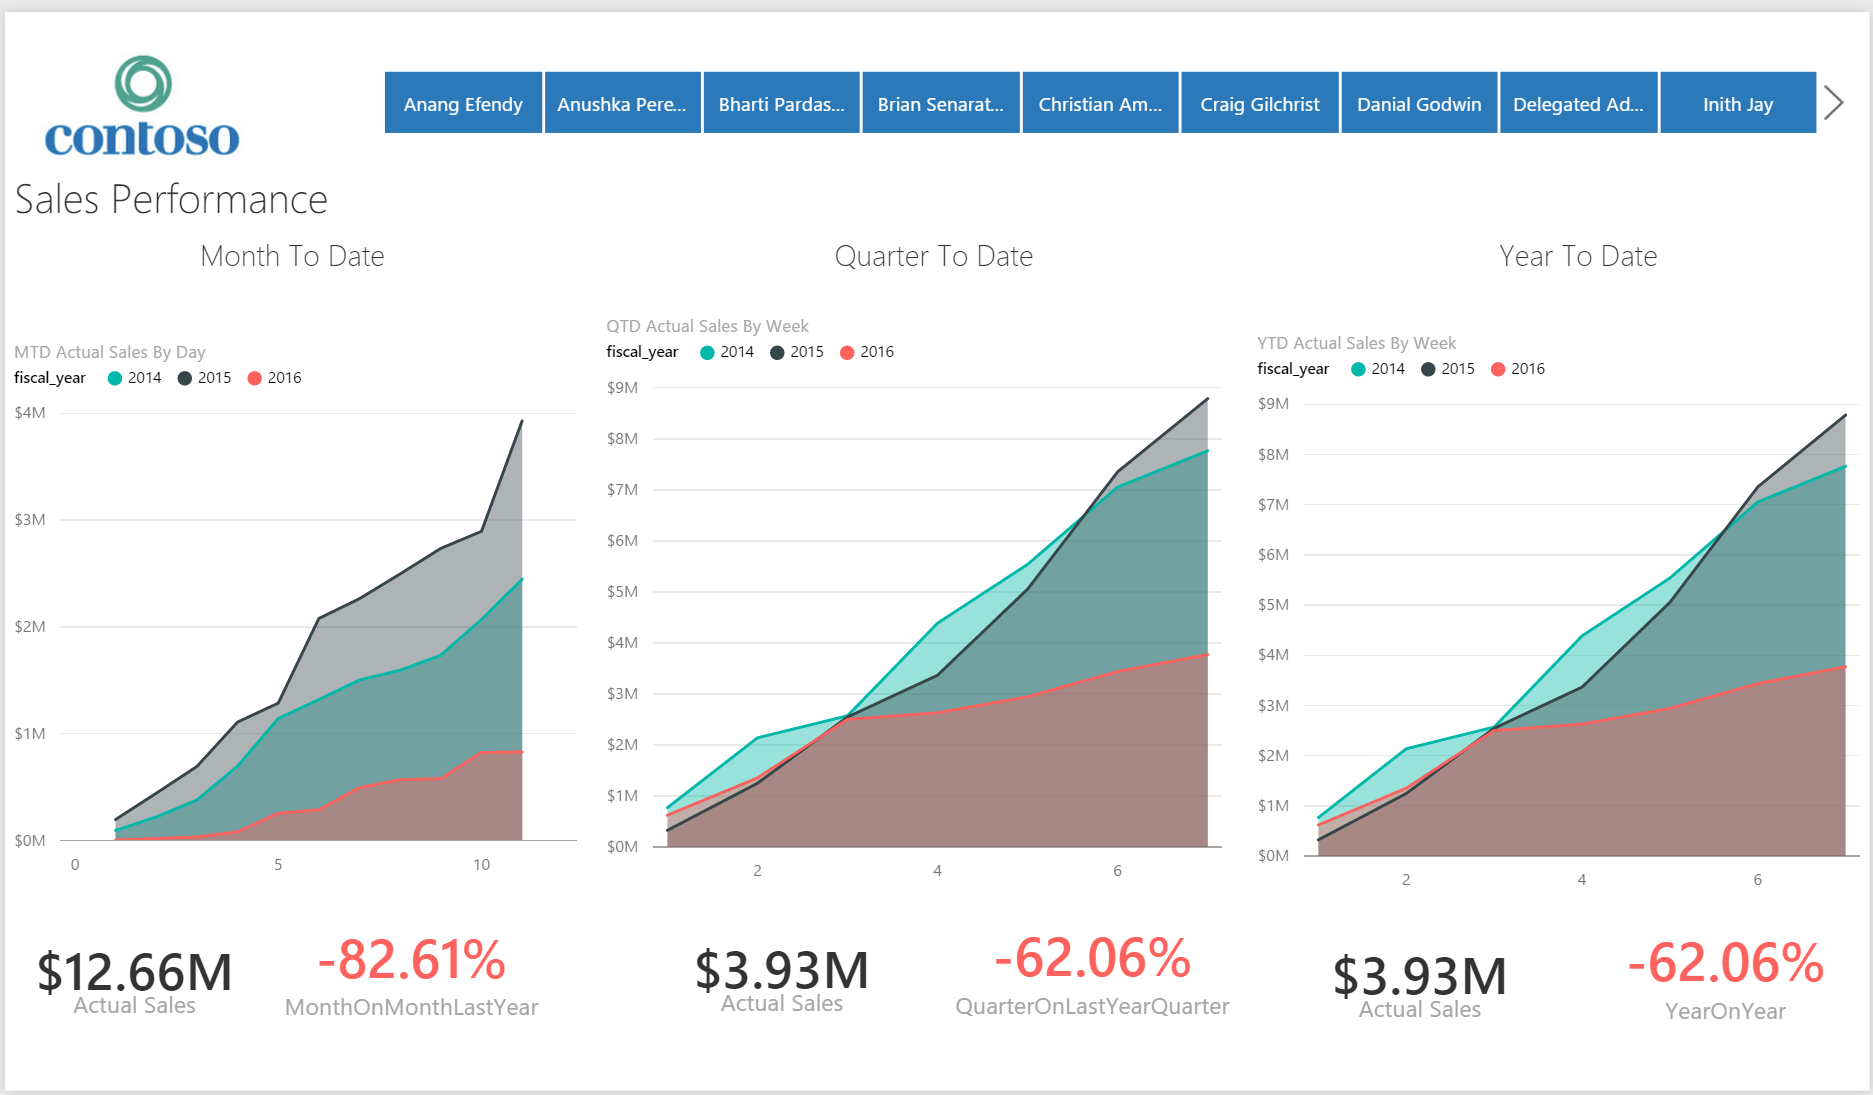 contoso
Anang Efendy
Anushka Pere...
Bharti Pardas...
Brian Senarat...
Christian Am...
Craig Gilchrist
Danial Godwin
Delegated Ad...
Inith Jay
Sales Performance
Month To Date
MTD Actual Sales By Day
fiscal_year 2014 2015 2016
$4M
$3M
$2M
$1M
$0M
0 5 10
$12.66M
Actual Sales
-82.61%
MonthOnMonthLastYear
Quarter To Date
QTD Actual Sales By Week
fiscal_year 2014 2015 2016
$9M
$8M
$7M
$6M
$5M
$4M
$3M
$2M
$1M
$0M
2 4 6
$3.93M
Actual Sales
-62.06%
QuarterOnLastYearQuarter
Year To Date
YTD Actual Sales By Week
fiscal_year 2014 2015 2016
$9M
$8M
$7M
$6M
$5M
$4M
$3M
$2M
$1M
$0M
2 4 6
$3.93M
Actual Sales
-62.06%
YearOnYear